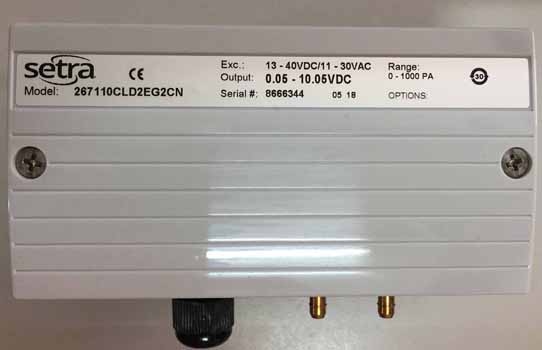 setra CE
Model: 267110CLD2EG2CN
Exc.: 13 - 40VDC/11 - 30VAC
Output: 0.05 - 10.05VDC
Serial #: 8666344 05 18
Range:
0 - 1000 PA
30
OPTIONS: